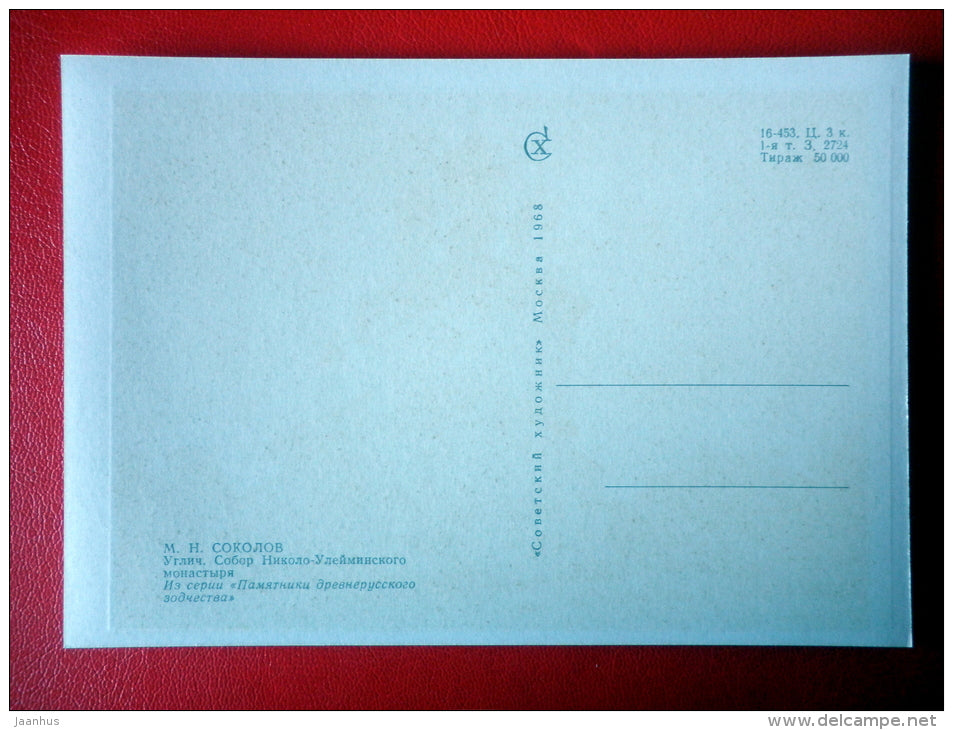 16-453. Ц. 3 к.
1-я т. З. 2724
Тираж 50 000
СХ
«Советский художник» Москва 1968
М. Н. СОКОЛОВ
Углич. Собор Николо-Улейминского
монастыря
Из серии «Памятники древнерусского
зодчества»
jaanhus
www.delcampe.net